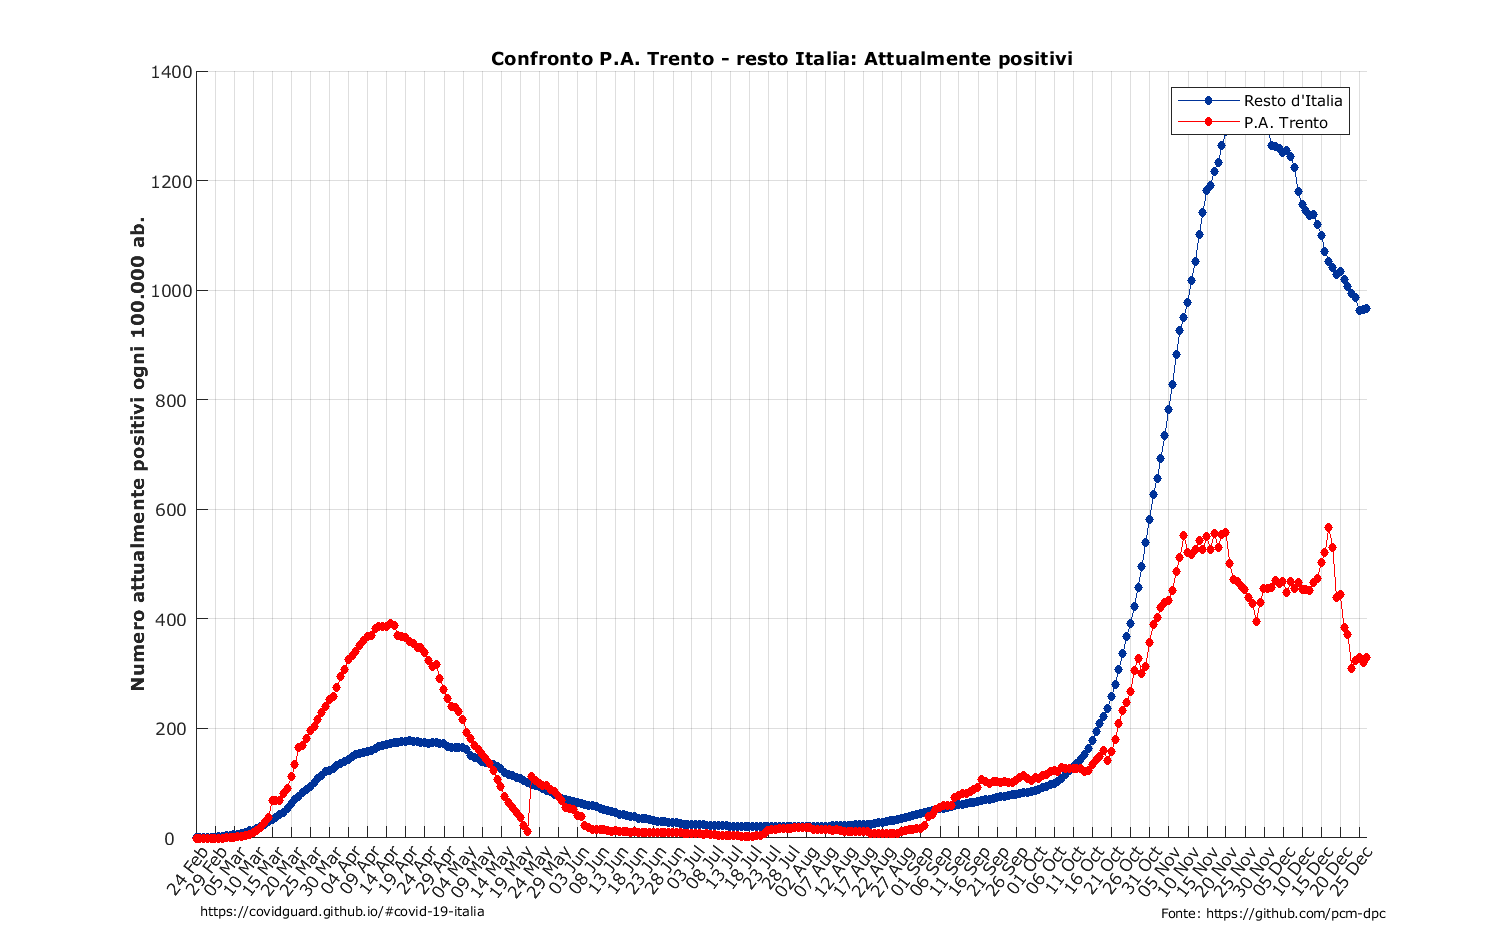 Confronto P.A. Trento - resto Italia: Attualmente positivi
Numero attualmente positivi ogni 100.000 ab.
1400
1200
1000
800
600
400
200
0
Resto d'Italia
P.A. Trento
24 Feb
29 Feb
05 Mar
10 Mar
15 Mar
20 Mar
25 Mar
30 Mar
04 Apr
09 Apr
14 Apr
19 Apr
24 Apr
29 Apr
04 May
09 May
14 May
19 May
24 May
29 May
03 Jun
08 Jun
13 Jun
18 Jun
23 Jun
28 Jun
03 Jul
08 Jul
13 Jul
18 Jul
23 Jul
28 Jul
02 Aug
07 Aug
12 Aug
17 Aug
22 Aug
27 Aug
01 Sep
06 Sep
11 Sep
16 Sep
21 Sep
26 Sep
01 Oct
06 Oct
11 Oct
16 Oct
21 Oct
26 Oct
31 Oct
05 Nov
10 Nov
15 Nov
20 Nov
25 Nov
30 Nov
05 Dec
10 Dec
15 Dec
20 Dec
25 Dec
https://covidguard.github.io/#covid-19-italia
Fonte: https://github.com/pcm-dpc